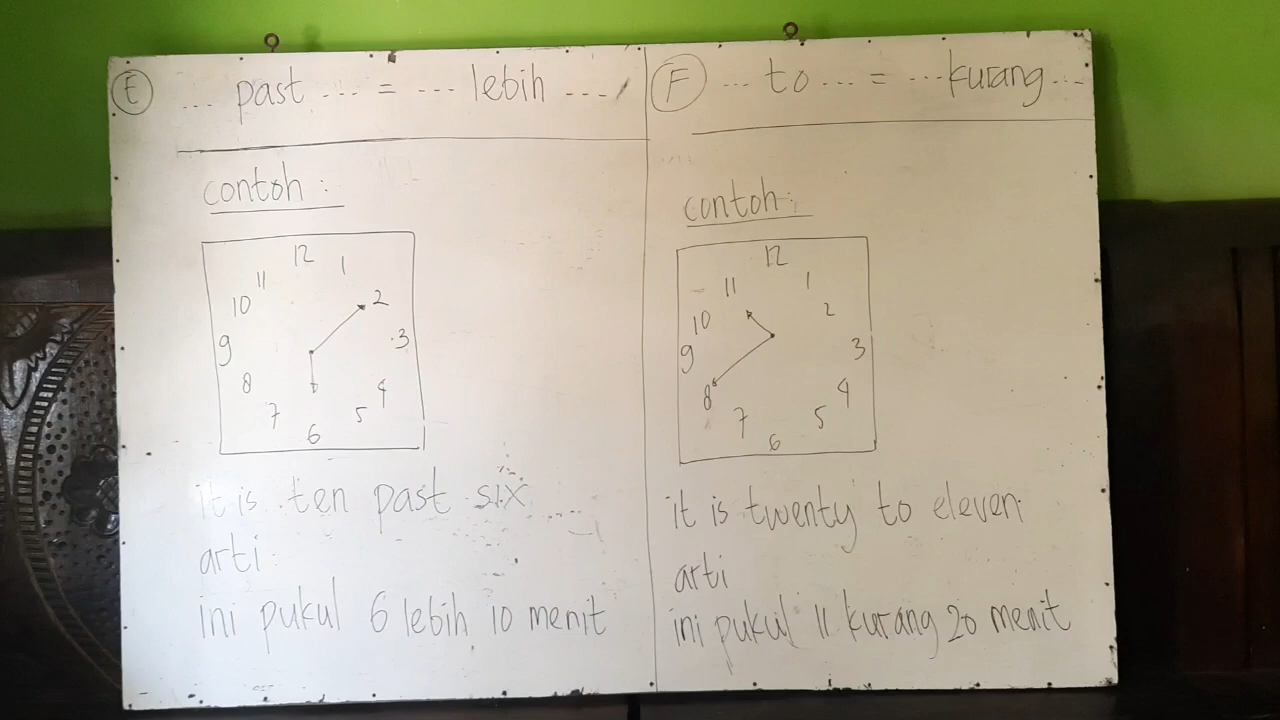 E ... past ... = ... lebih ...
contoh :
12
11 1
10 2
9 3
8 4
7 5
6
it is ten past six
arti
ini pukul 6 lebih 10 menit
F ... to ... = ... kurang ...
contoh :
12
11 1
10 2
9 3
8 4
7 5
6
it is twenty to eleven
arti
ini pukul 11 kurang 20 menit